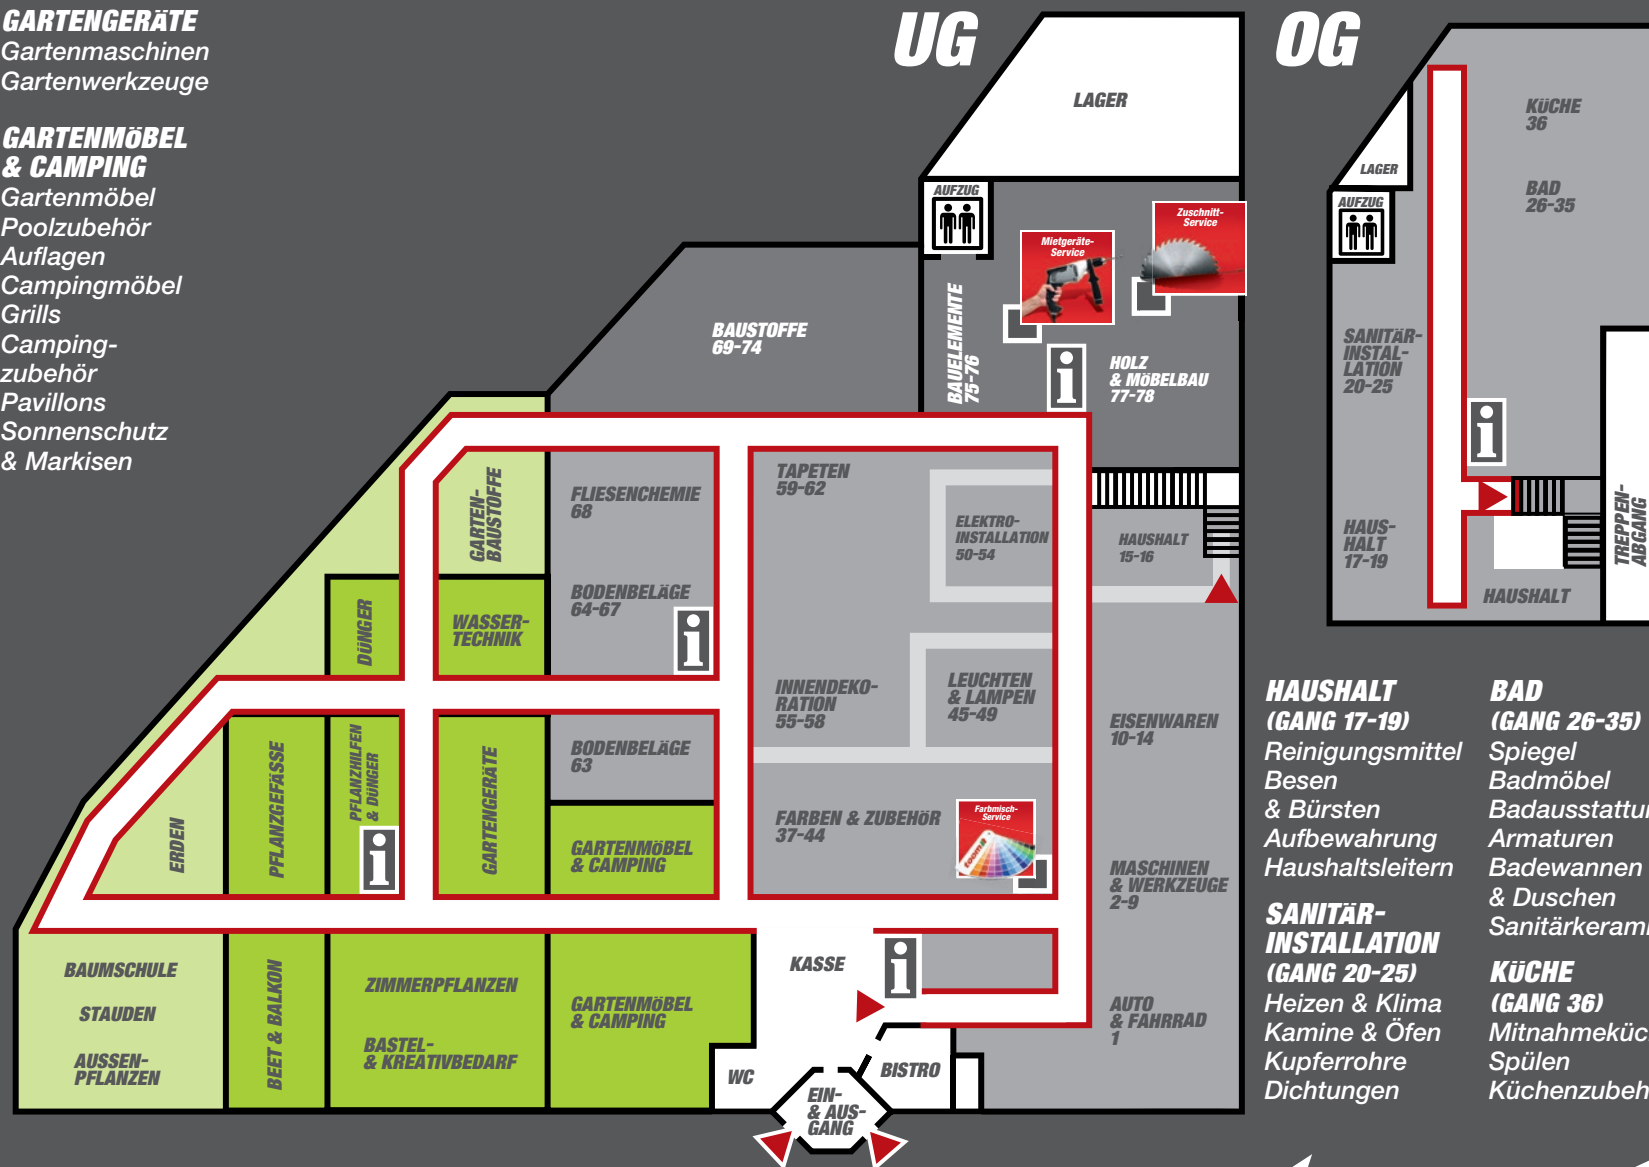 GARTENGERÄTE
Gartenmaschinen
Gartenwerkzeuge
GARTENMÖBEL
& CAMPING
Gartenmöbel
Poolzubehör
Auflagen
Campingmöbel
Grills
Camping-
zubehör
Pavillons
Sonnenschutz
& Markisen
UG
LAGER
AUFZUG
Mietgeräte-
Service
Zuschnitt-
Service
BAUSTOFFE
69-74
BAUELEMENTE
75-76
i
HOLZ
& MÖBELBAU
77-78
GARTEN-
BAUSTOFFE
FLIESENCHEMIE
68
TAPETEN
59-62
ELEKTRO-
INSTALLATION
50-54
HAUSHALT
15-16
DÜNGER
WASSER-
TECHNIK
BODENBELÄGE
64-67
i
INNENDEKO-
RATION
55-58
LEUCHTEN
& LAMPEN
45-49
EISENWAREN
10-14
ERDEN
PFLANZGEFÄSSE
PFLANZHILFEN
& DÜNGER
i
GARTENGERÄTE
BODENBELÄGE
63
GARTENMÖBEL
& CAMPING
FARBEN & ZUBEHÖR
37-44
Farbmisch-
Service
toom
MASCHINEN
& WERKZEUGE
2-9
BAUMSCHULE
STAUDEN
AUSSEN-
PFLANZEN
BEET & BALKON
ZIMMERPFLANZEN
BASTEL-
& KREATIVBEDARF
GARTENMÖBEL
& CAMPING
KASSE
i
AUTO
& FAHRRAD
1
WC
BISTRO
EIN-
& AUS-
GANG
OG
LAGER
AUFZUG
KÜCHE
36
BAD
26-35
SANITÄR-
INSTAL-
LATION
20-25
i
HAUS-
HALT
17-19
HAUSHALT
TREPPEN-
ABGANG
HAUSHALT
(GANG 17-19)
Reinigungsmittel
Besen
& Bürsten
Aufbewahrung
Haushaltsleitern
SANITÄR-
INSTALLATION
(GANG 20-25)
Heizen & Klima
Kamine & Öfen
Kupferrohre
Dichtungen
BAD
(GANG 26-35)
Spiegel
Badmöbel
Badausstattu
Armaturen
Badewannen
& Duschen
Sanitärkeram
KÜCHE
(GANG 36)
Mitnahmeküc
Spülen
Küchenzubeh